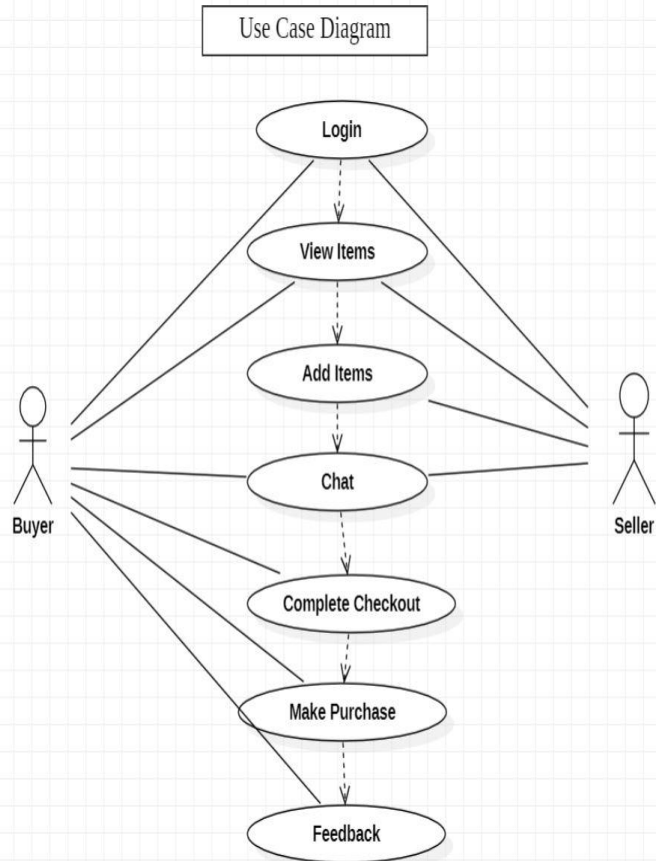 Use Case Diagram
Login
View Items
Add Items
Chat
Buyer
Seller
Complete Checkout
Make Purchase
Feedback